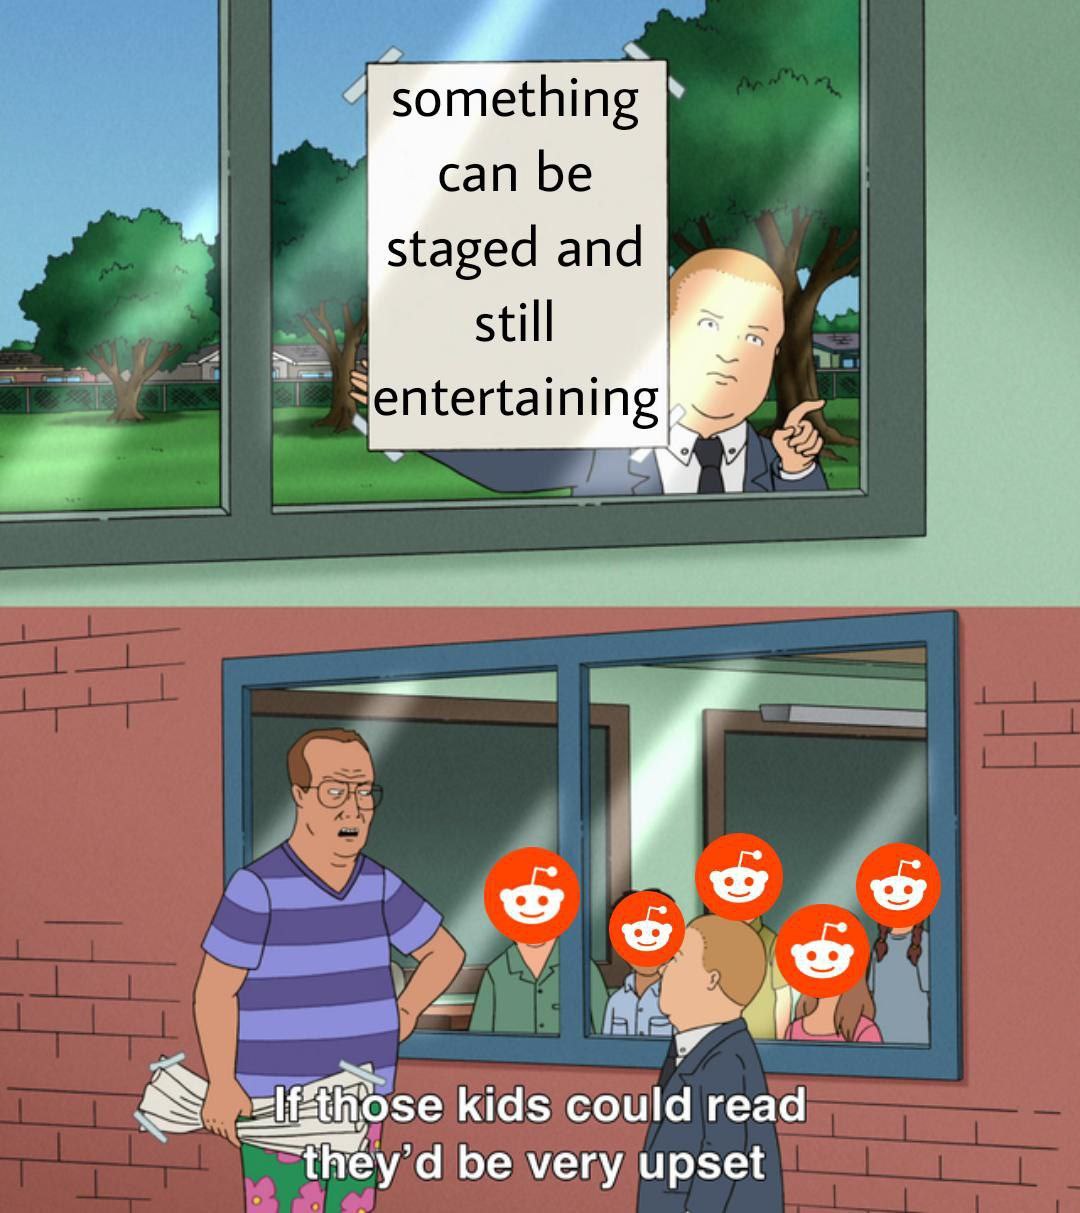 something
can be
staged and
still
entertaining
If those kids could read
they'd be very upset